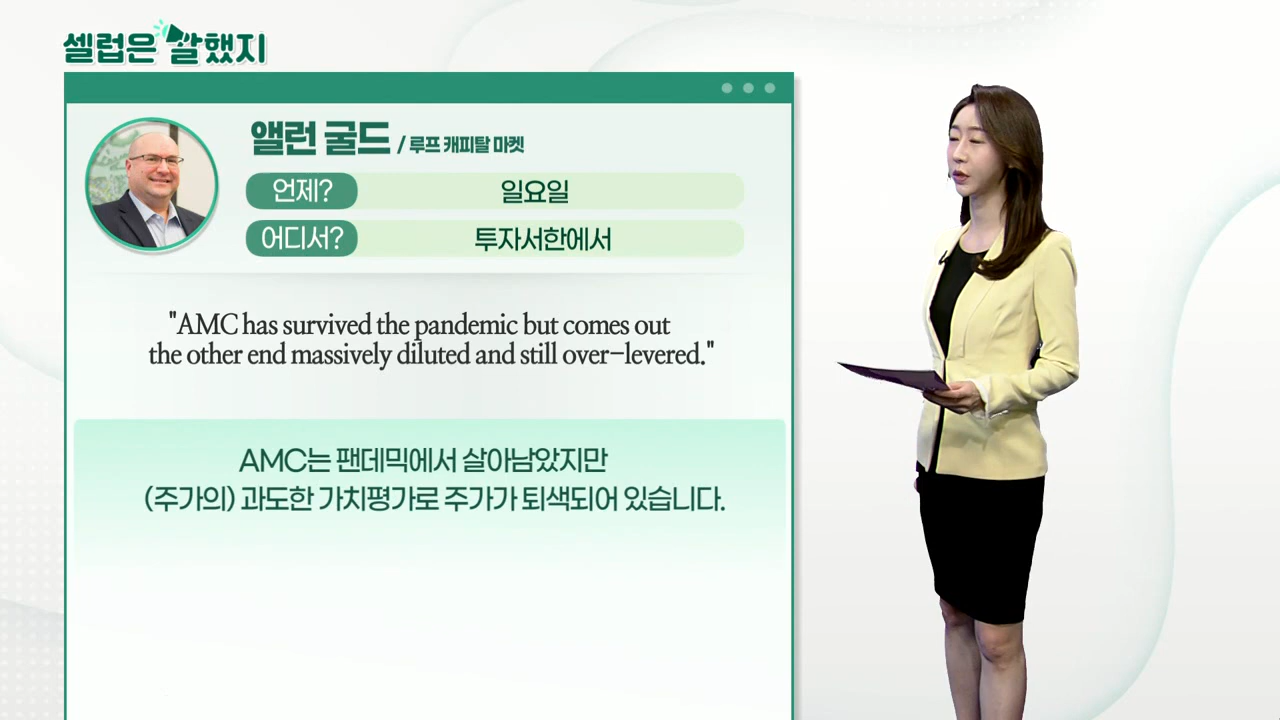 셀럽은 말했지
앨런 굴드 / 루프 캐피탈 마켓
언제? 일요일
어디서? 투자서한에서
"AMC has survived the pandemic but comes out
the other end massively diluted and still over-levered."
AMC는 팬데믹에서 살아남았지만
(주가의) 과도한 가치평가로 주가가 퇴색되어 있습니다.